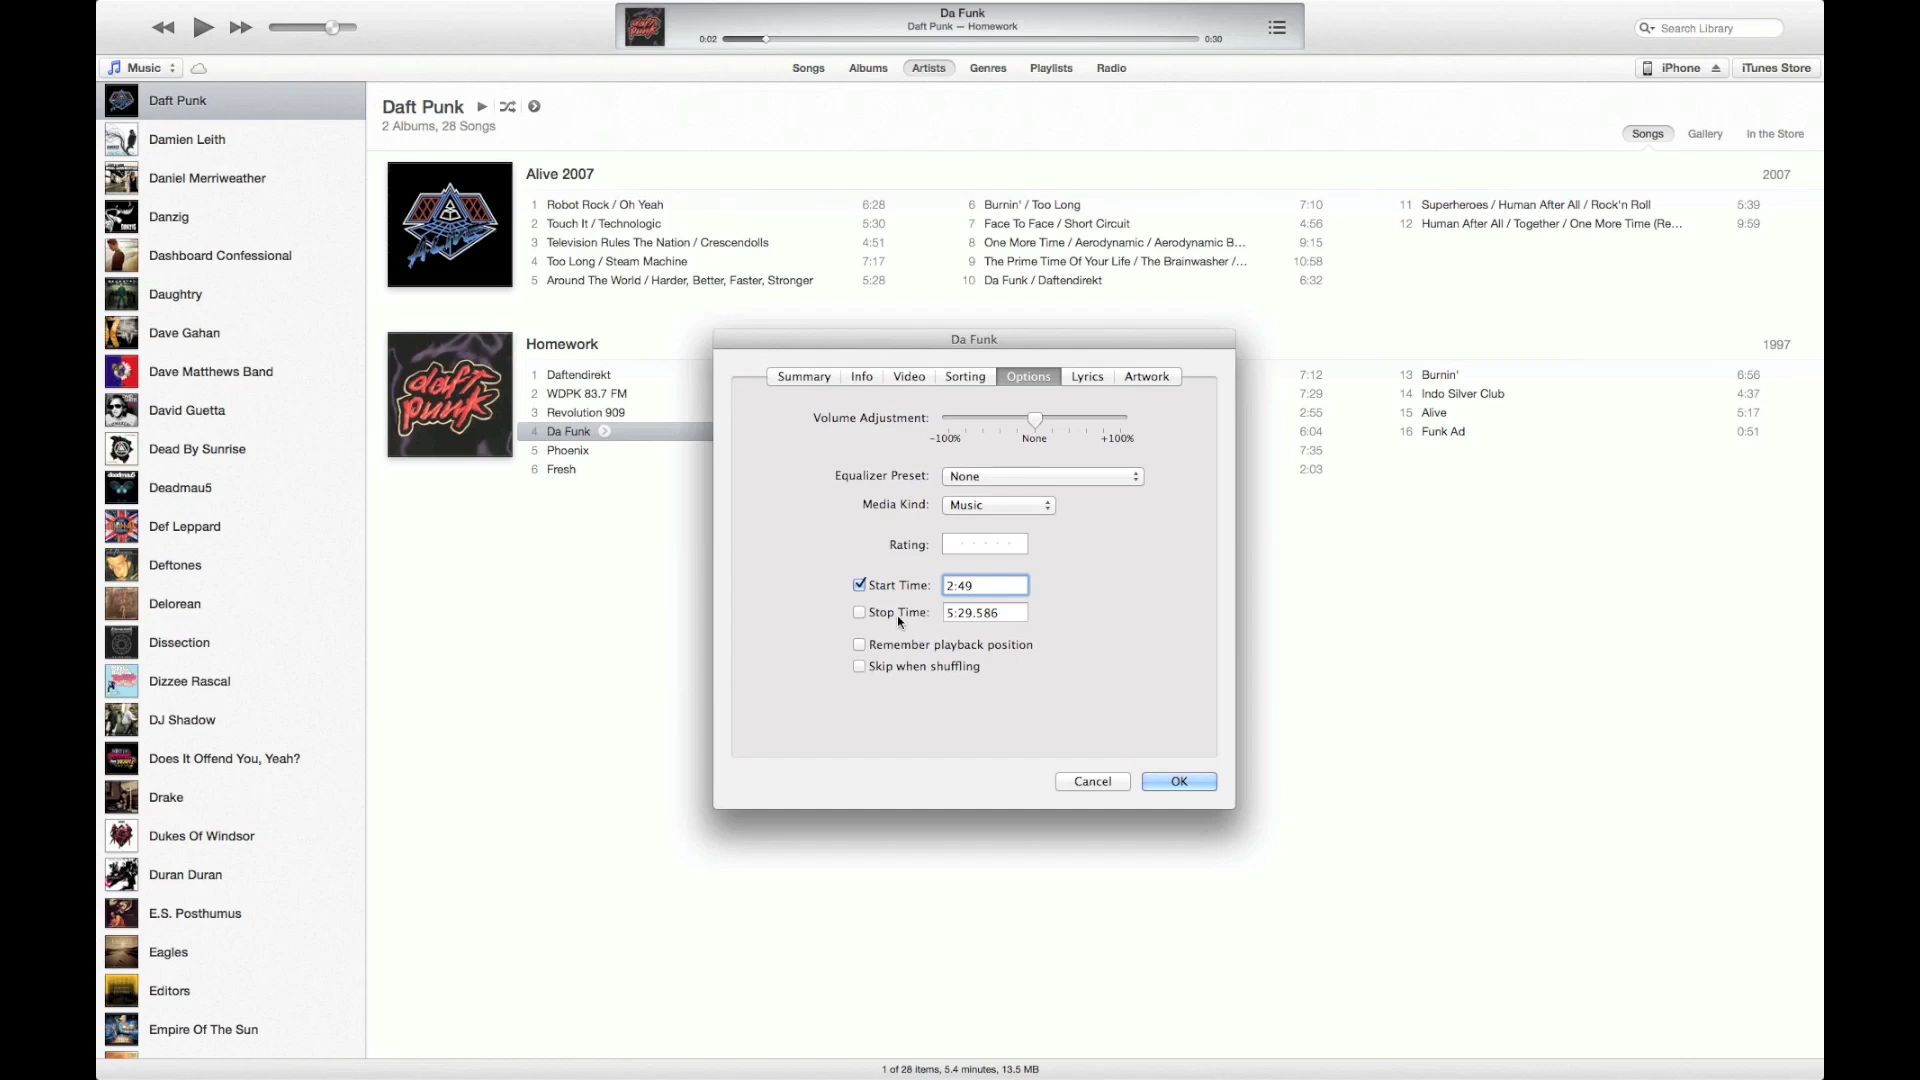 Da Funk
Daft Punk — Homework
0:02
0:30
Search Library
Music
Songs
Albums
Artists
Genres
Playlists
Radio
iPhone
iTunes Store
Daft Punk
Damien Leith
Daniel Merriweather
Danzig
Dashboard Confessional
Daughtry
Dave Gahan
Dave Matthews Band
David Guetta
Dead By Sunrise
Deadmau5
Def Leppard
Deftones
Delorean
Dissection
Dizzee Rascal
DJ Shadow
Does It Offend You, Yeah?
Drake
Dukes Of Windsor
Duran Duran
E.S. Posthumus
Eagles
Editors
Empire Of The Sun
Daft Punk
2 Albums, 28 Songs
Songs
Gallery
In the Store
Alive 2007
2007
1 Robot Rock / Oh Yeah 6:28
2 Touch It / Technologic 5:30
3 Television Rules The Nation / Crescendolls 4:51
4 Too Long / Steam Machine 7:17
5 Around The World / Harder, Better, Faster, Stronger 5:28
6 Burnin' / Too Long 7:10
7 Face To Face / Short Circuit 4:56
8 One More Time / Aerodynamic / Aerodynamic B... 9:15
9 The Prime Time Of Your Life / The Brainwasher /... 10:58
10 Da Funk / Daftendirekt 6:32
11 Superheroes / Human After All / Rock'n Roll 5:39
12 Human After All / Together / One More Time (Re... 9:59
daft
punk
Homework
1997
1 Daftendirekt
2 WDPK 83.7 FM
3 Revolution 909
4 Da Funk
5 Phoenix
6 Fresh
7:12
7:29
2:55
6:04
7:35
2:03
13 Burnin' 6:56
14 Indo Silver Club 4:37
15 Alive 5:17
16 Funk Ad 0:51
Da Funk
Summary
Info
Video
Sorting
Options
Lyrics
Artwork
Volume Adjustment:
-100%
None
+100%
Equalizer Preset: None
Media Kind: Music
Rating:
Start Time: 2:49
Stop Time: 5:29.586
Remember playback position
Skip when shuffling
Cancel
OK
1 of 28 items, 5.4 minutes, 13.5 MB